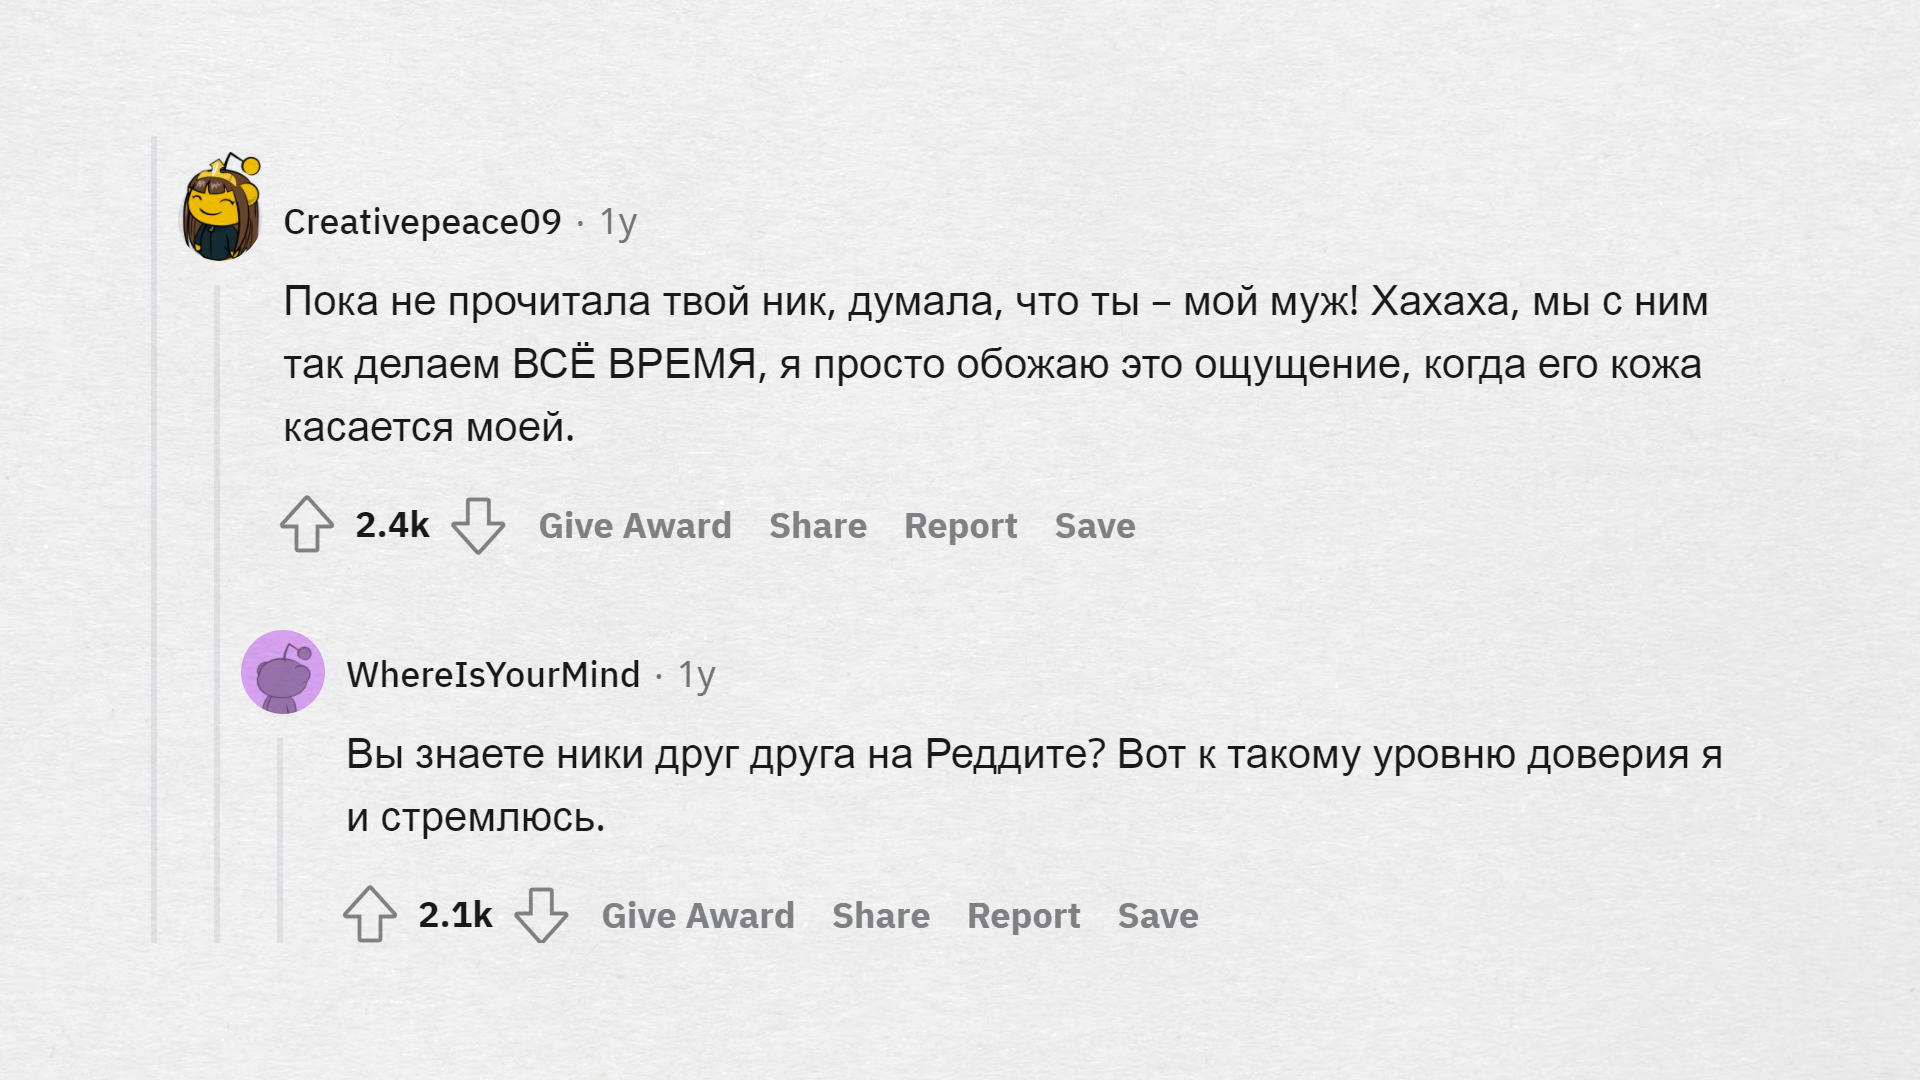 Creativepeace09 · 1y
Пока не прочитала твой ник, думала, что ты – мой муж! Хахаха, мы с ним
так делаем ВСЁ ВРЕМЯ, я просто обожаю это ощущение, когда его кожа
касается моей.
2.4k Give Award Share Report Save
WhereIsYourMind · 1y
Вы знаете ники друг друга на Реддите? Вот к такому уровню доверия я
и стремлюсь.
2.1k Give Award Share Report Save